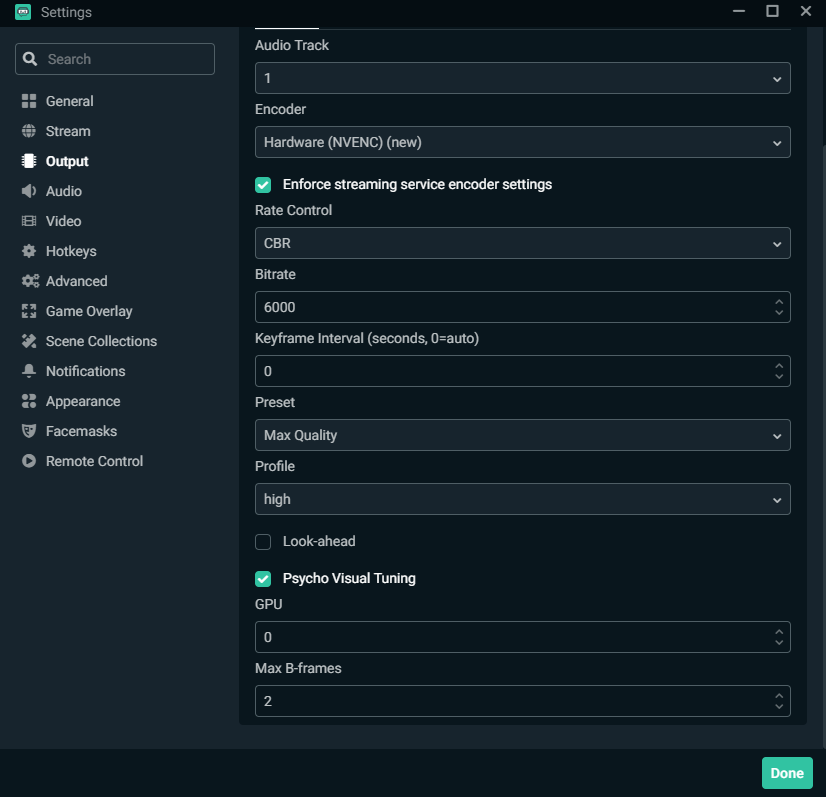 Settings
Search
General
Stream
Output
Audio
Video
Hotkeys
Advanced
Game Overlay
Scene Collections
Notifications
Appearance
Facemasks
Remote Control
Audio Track
1
Encoder
Hardware (NVENC) (new)
Enforce streaming service encoder settings
Rate Control
CBR
Bitrate
6000
Keyframe Interval (seconds, 0=auto)
0
Preset
Max Quality
Profile
high
Look-ahead
Psycho Visual Tuning
GPU
0
Max B-frames
2
Done